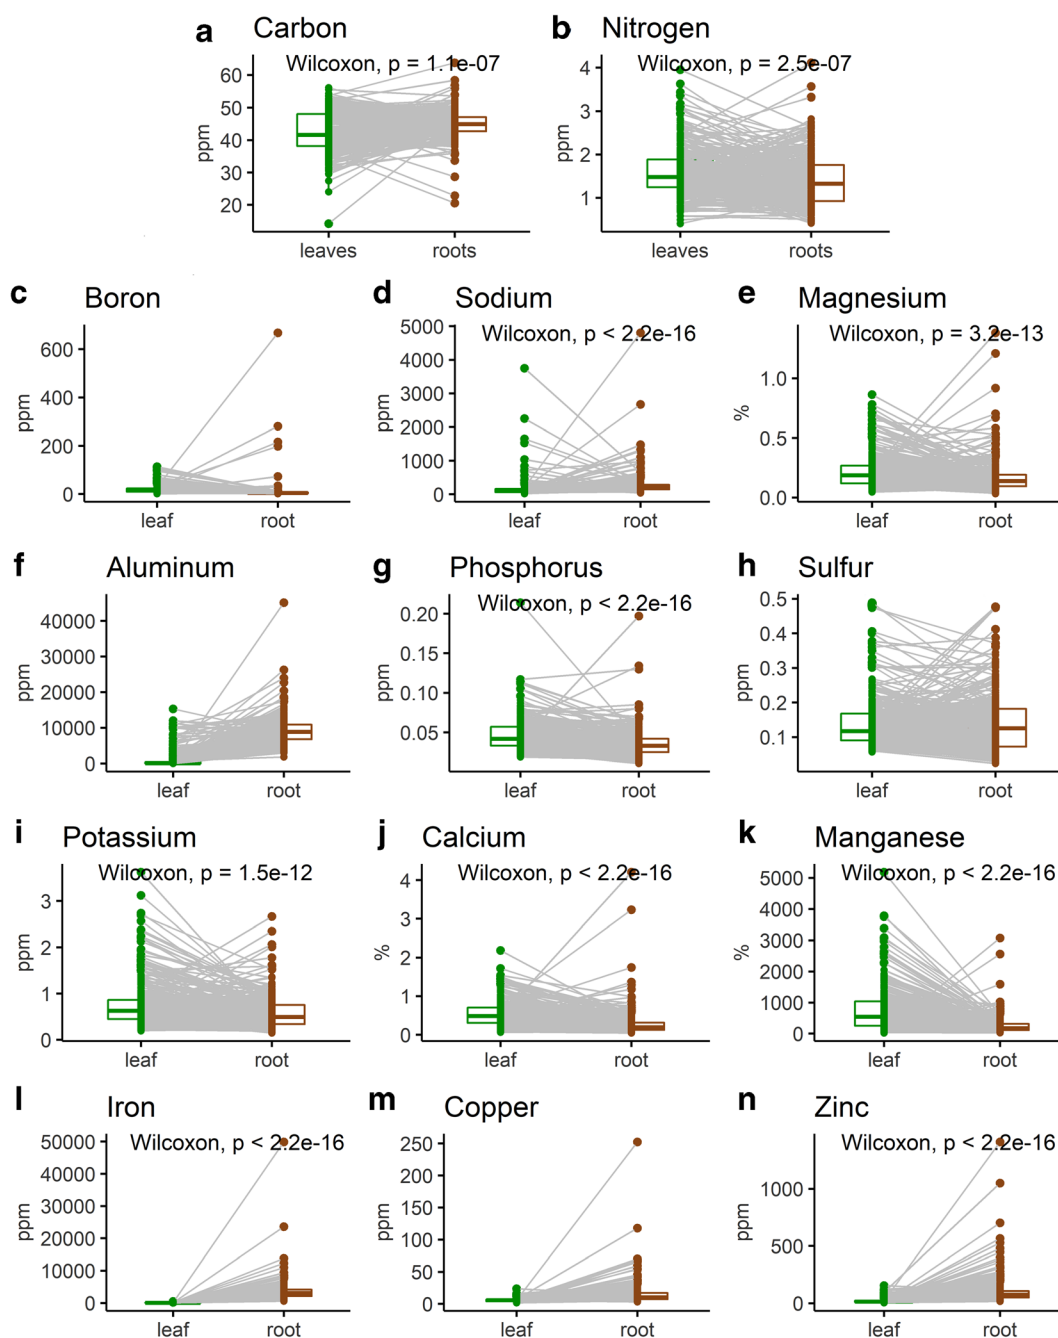 a Carbon
Wilcoxon, p = 1.1e-07
60
50
40
30
20
ppm
leaves roots
b Nitrogen
Wilcoxon, p = 2.5e-07
4
3
2
1
ppm
leaves roots
c Boron
600
400
200
0
ppm
leaf root
d Sodium
Wilcoxon, p < 2.2e-16
5000
4000
3000
2000
1000
0
ppm
leaf root
e Magnesium
Wilcoxon, p = 3.2e-13
1.0
0.5
0.0
%
leaf root
f Aluminum
40000
30000
20000
10000
0
ppm
leaf root
g Phosphorus
Wilcoxon, p < 2.2e-16
0.20
0.15
0.10
0.05
ppm
leaf root
h Sulfur
0.5
0.4
0.3
0.2
0.1
ppm
leaf root
i Potassium
Wilcoxon, p = 1.5e-12
3
2
1
0
ppm
leaf root
j Calcium
Wilcoxon, p < 2.2e-16
4
3
2
1
0
%
leaf root
k Manganese
Wilcoxon, p < 2.2e-16
5000
4000
3000
2000
1000
0
%
leaf root
l Iron
Wilcoxon, p < 2.2e-16
50000
40000
30000
20000
10000
0
ppm
leaf root
m Copper
250
200
150
100
50
0
ppm
leaf root
n Zinc
Wilcoxon, p < 2.2e-16
1000
500
0
ppm
leaf root